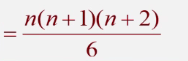 = n(n+1)(n+2)/6